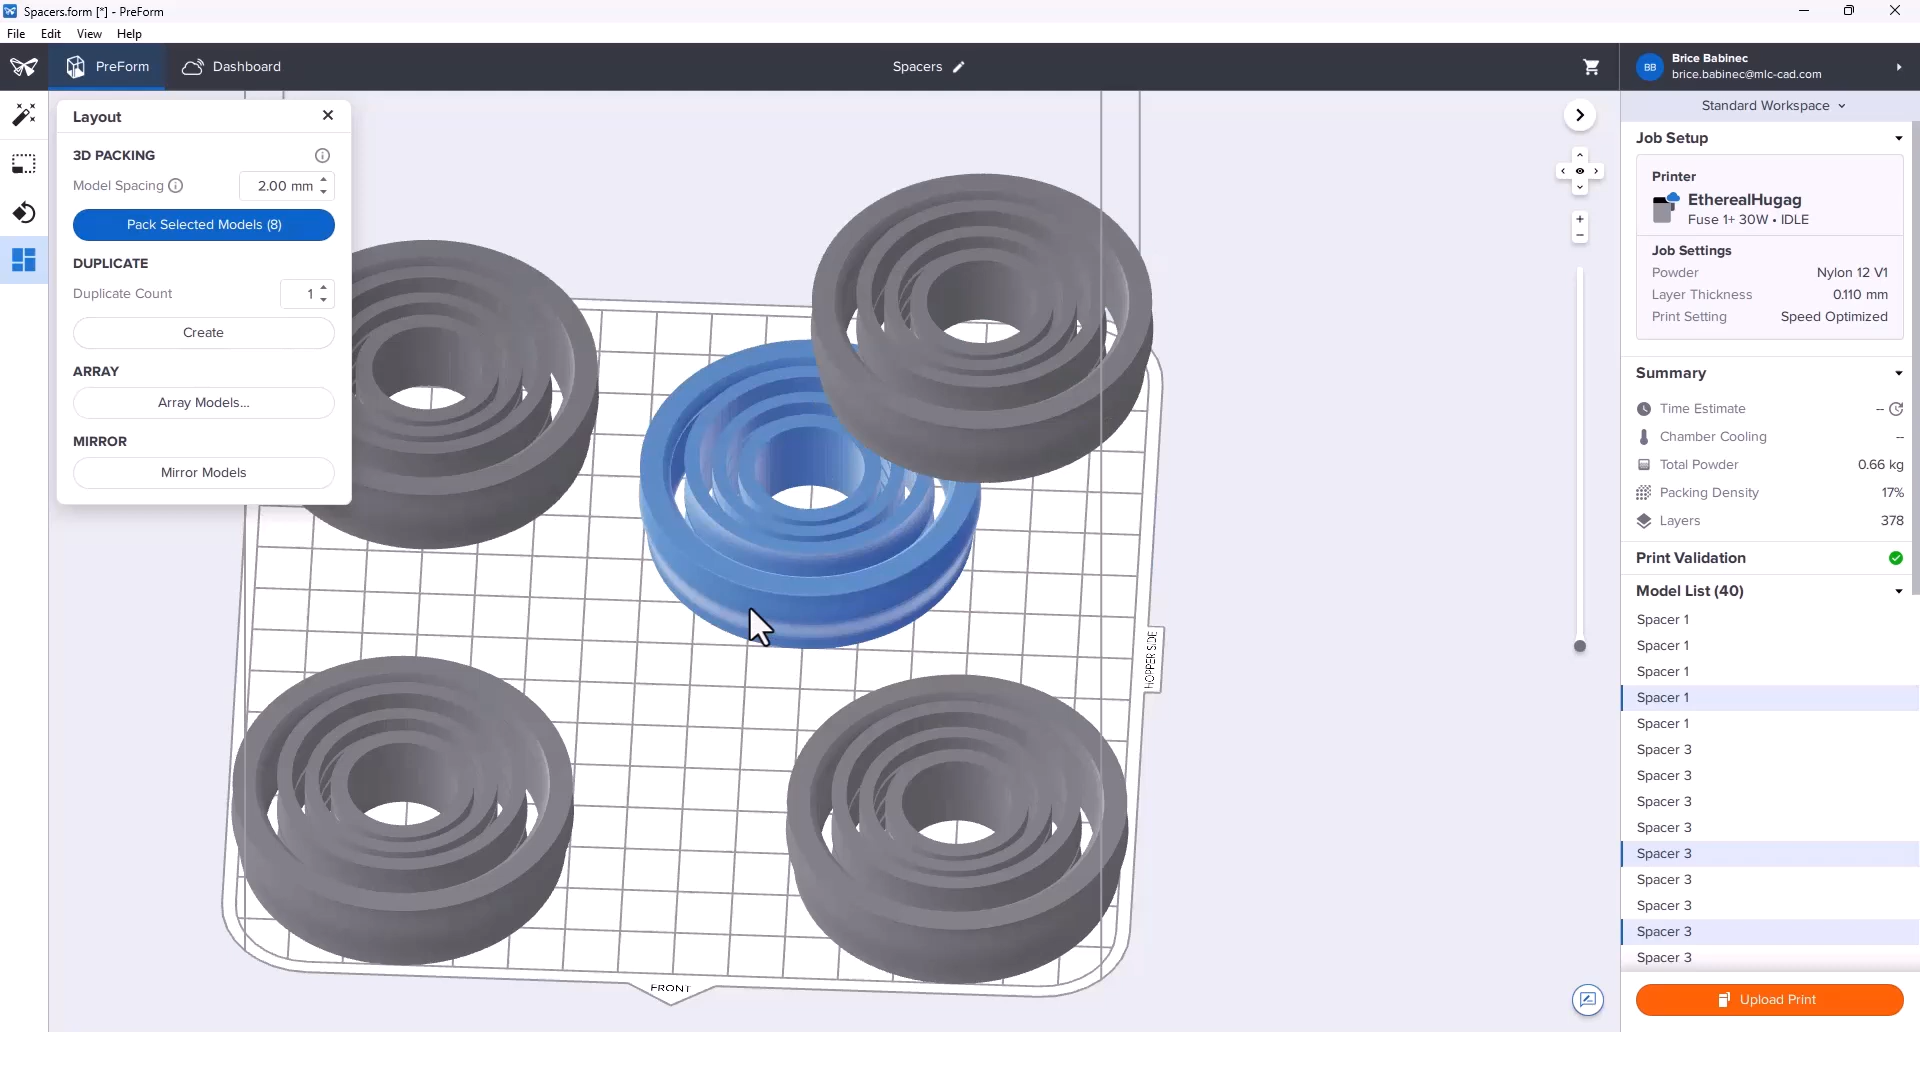 Spacers.form [*] - PreForm
File Edit View Help
PreForm Dashboard Spacers
BB Brice Babinec
brice.babinec@mlc-cad.com
Standard Workspace
Layout
3D PACKING
Model Spacing 2.00 mm
Pack Selected Models (8)
DUPLICATE
Duplicate Count 1
Create
ARRAY
Array Models...
MIRROR
Mirror Models
HOPPER SIDE
FRONT
Job Setup
Printer
EtherealHugag
Fuse 1+ 30W • IDLE
Job Settings
Powder Nylon 12 V1
Layer Thickness 0.110 mm
Print Setting Speed Optimized
Summary
Time Estimate --
Chamber Cooling --
Total Powder 0.66 kg
Packing Density 17%
Layers 378
Print Validation
Model List (40)
Spacer 1
Spacer 1
Spacer 1
Spacer 1
Spacer 1
Spacer 3
Spacer 3
Spacer 3
Spacer 3
Spacer 3
Spacer 3
Spacer 3
Spacer 3
Spacer 3
Upload Print